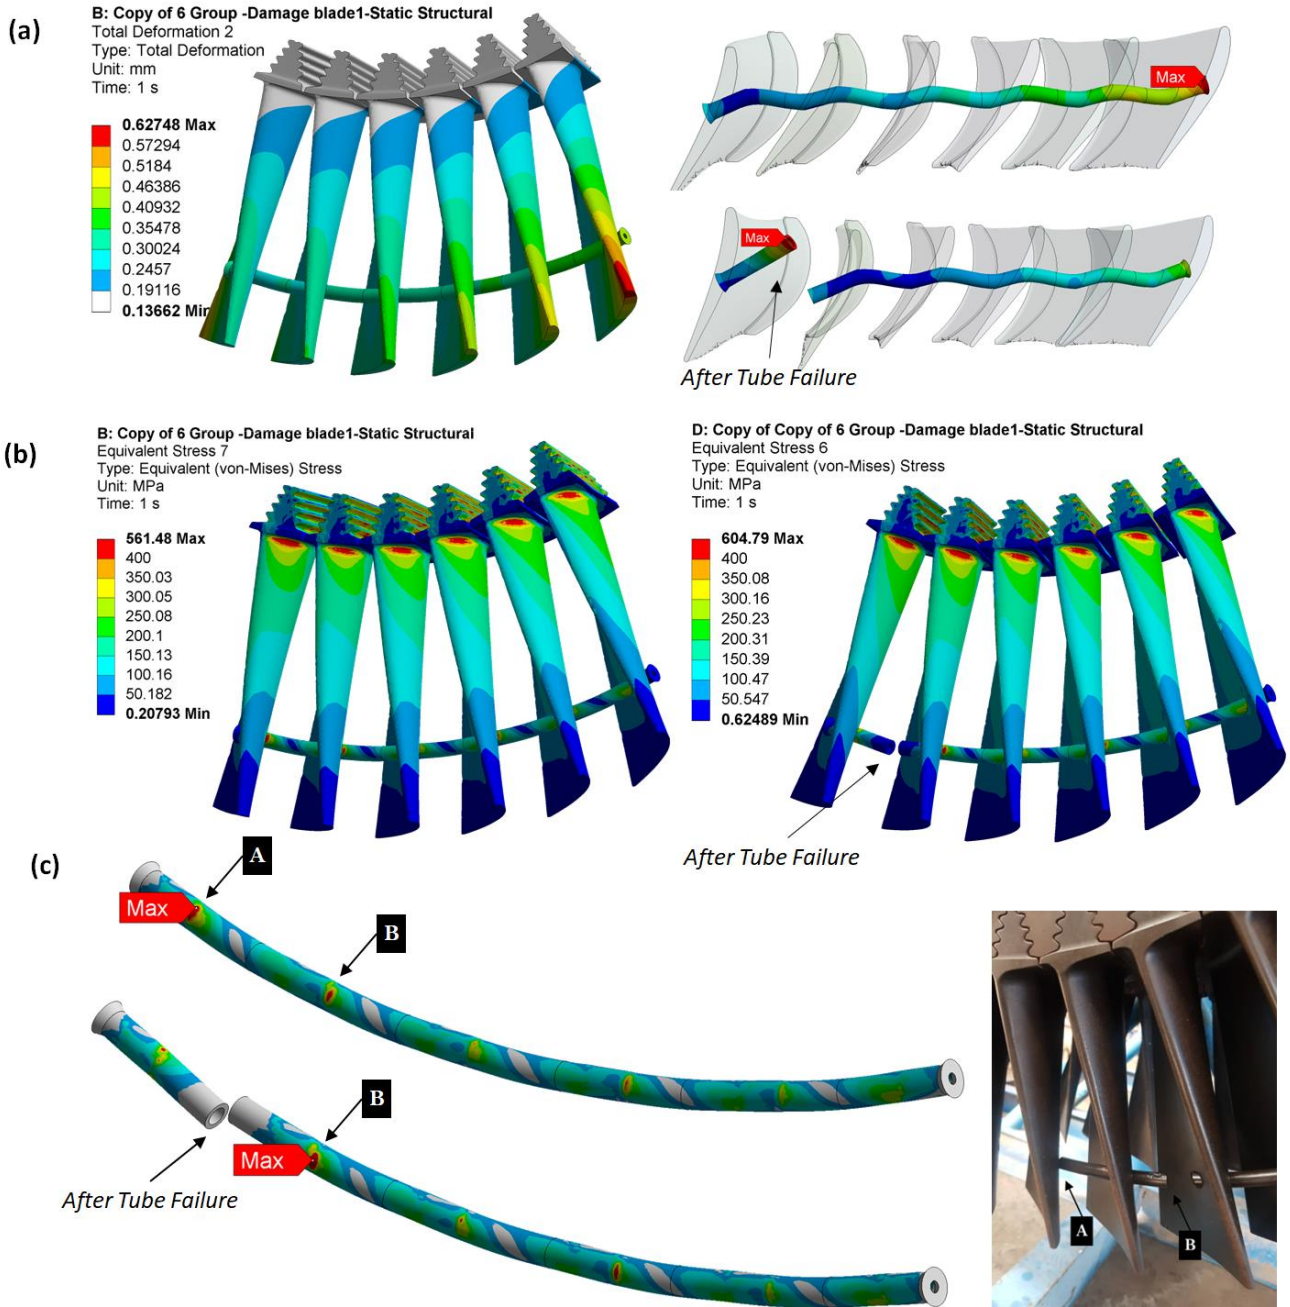 (a)
B: Copy of 6 Group -Damage blade1-Static Structural
Total Deformation 2
Type: Total Deformation
Unit: mm
Time: 1 s
0.62748 Max
0.57294
0.5184
0.46386
0.40932
0.35478
0.30024
0.2457
0.19116
0.13662 Min
Max
Max
After Tube Failure
(b)
B: Copy of 6 Group -Damage blade1-Static Structural
Equivalent Stress 7
Type: Equivalent (von-Mises) Stress
Unit: MPa
Time: 1 s
561.48 Max
400
350.03
300.05
250.08
200.1
150.13
100.16
50.182
0.20793 Min
D: Copy of Copy of 6 Group -Damage blade1-Static Structural
Equivalent Stress 6
Type: Equivalent (von-Mises) Stress
Unit: MPa
Time: 1 s
604.79 Max
400
350.08
300.16
250.23
200.31
150.39
100.47
50.547
0.62489 Min
After Tube Failure
(c)
A
Max
B
B
Max
After Tube Failure
A
B